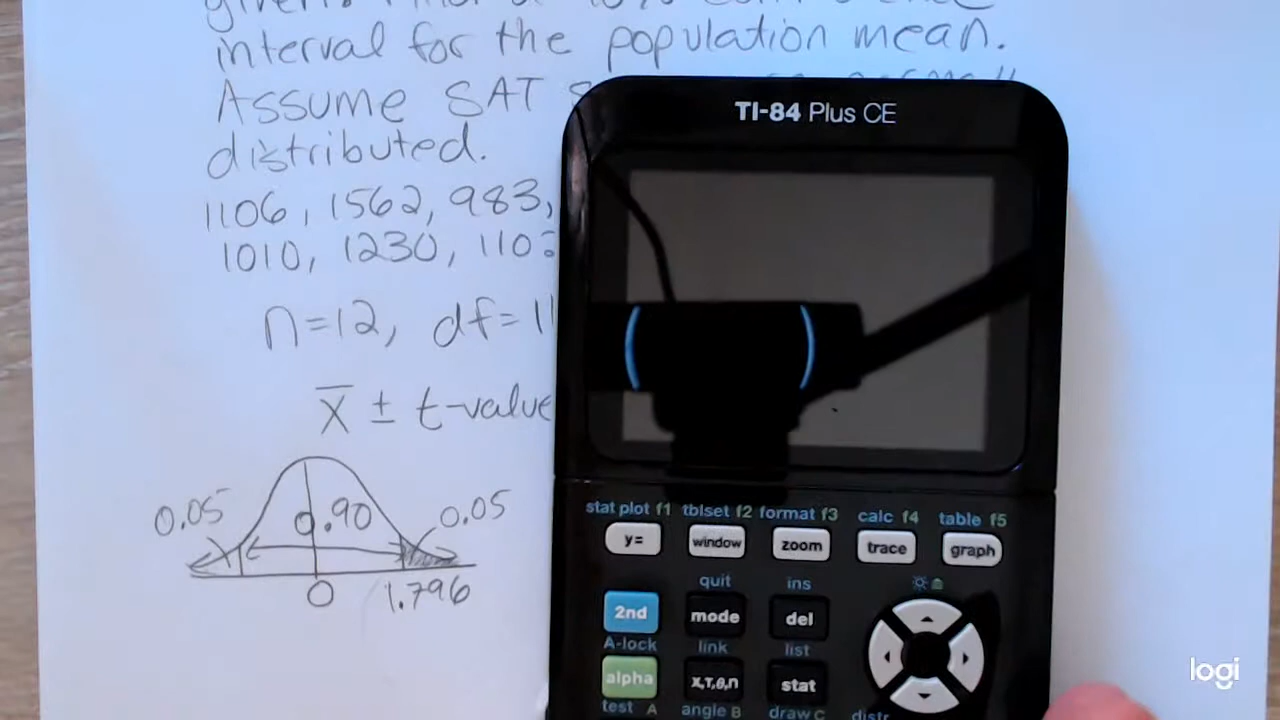 interval for the population mean.
Assume SAT
distributed.
1106, 1562, 983,
1010, 1230, 110
n=12, df=11
x̄ ± t-value
0.05
0.90
0.05
0
1.796
TI-84 Plus CE
stat plot f1 tblset f2 format f3 calc f4 table f5
y= window zoom trace graph
quit ins
2nd mode del
A-lock link list
alpha X,T,θ,n stat
test A angle B draw C distr
logi